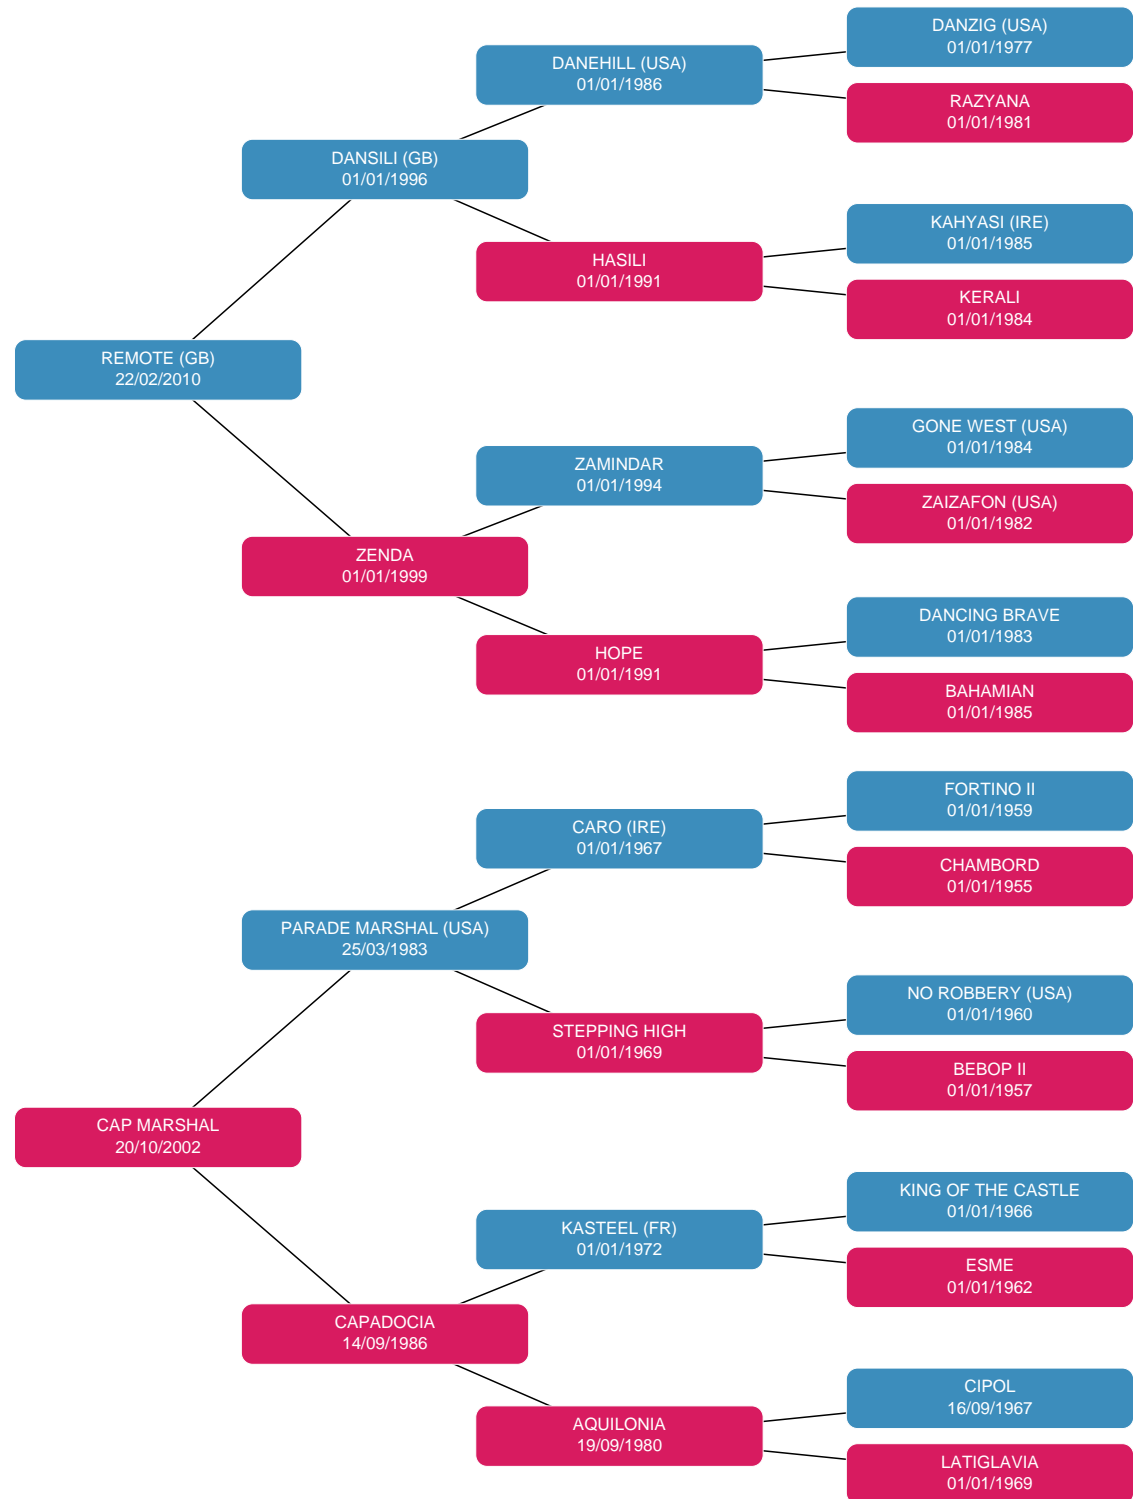 DANZIG (USA)
01/01/1977
DANEHILL (USA)
01/01/1986
RAZYANA
01/01/1981
DANSILI (GB)
01/01/1996
KAHYASI (IRE)
01/01/1985
HASILI
01/01/1991
KERALI
01/01/1984
REMOTE (GB)
22/02/2010
GONE WEST (USA)
01/01/1984
ZAMINDAR
01/01/1994
ZAIZAFON (USA)
01/01/1982
ZENDA
01/01/1999
DANCING BRAVE
01/01/1983
HOPE
01/01/1991
BAHAMIAN
01/01/1985
FORTINO II
01/01/1959
CARO (IRE)
01/01/1967
CHAMBORD
01/01/1955
PARADE MARSHAL (USA)
25/03/1983
NO ROBBERY (USA)
01/01/1960
STEPPING HIGH
01/01/1969
BEBOP II
01/01/1957
CAP MARSHAL
20/10/2002
KING OF THE CASTLE
01/01/1966
KASTEEL (FR)
01/01/1972
ESME
01/01/1962
CAPADOCIA
14/09/1986
CIPOL
16/09/1967
AQUILONIA
19/09/1980
LATIGLAVIA
01/01/1969